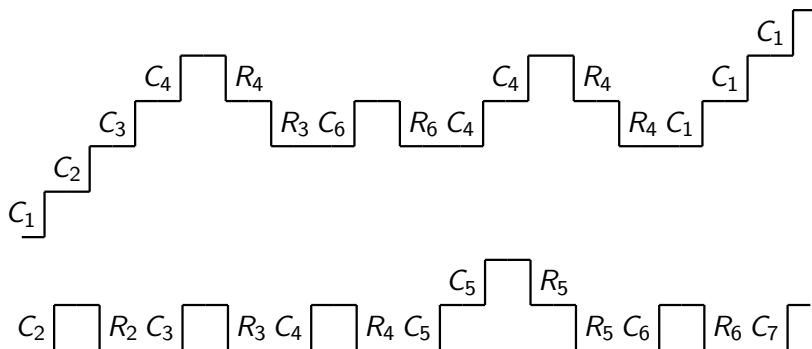 C₁
C₄ R₄ C₄ R₄ C₁
C₃ R₃ C₆ R₆ C₄ R₄ C₁
C₂
C₁
C₅ R₅
C₂ R₂ C₃ R₃ C₄ R₄ C₅ R₅ C₆ R₆ C₇